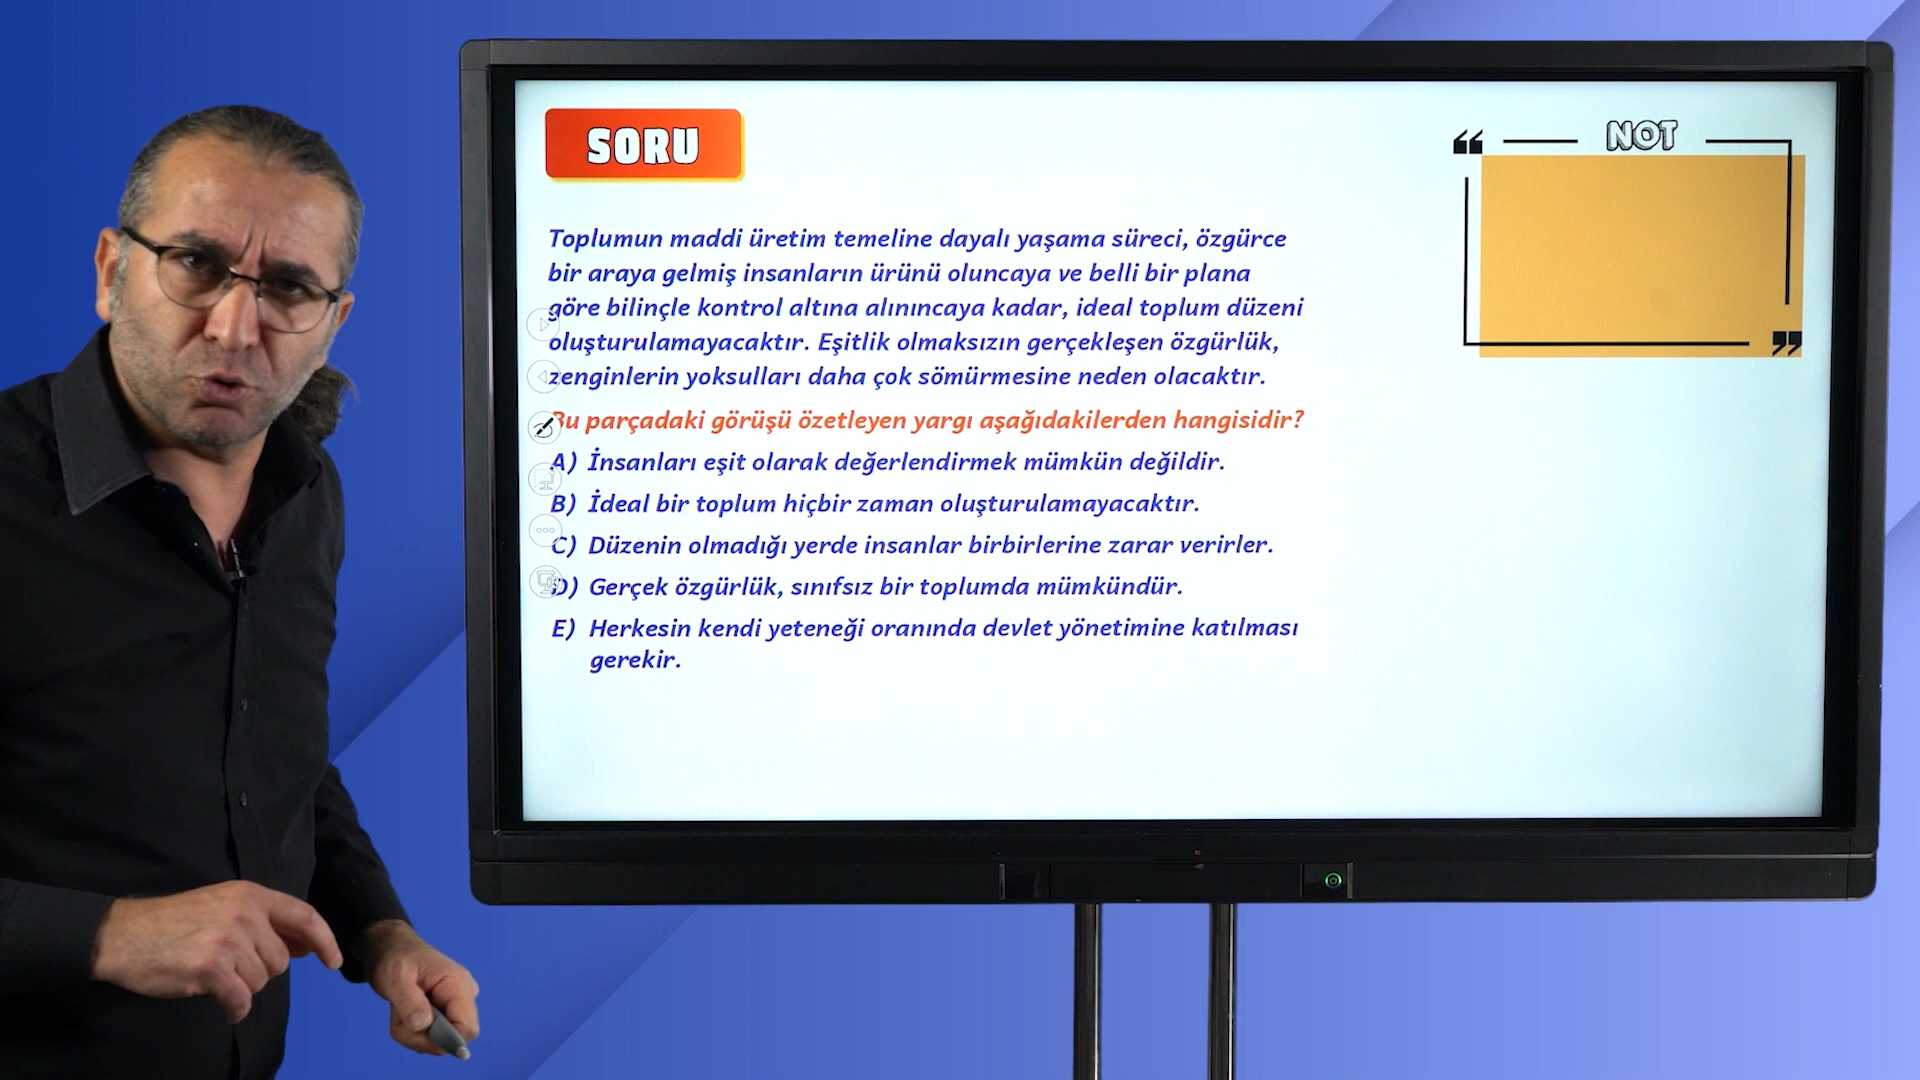 SORU
NOT
Toplumun maddi üretim temeline dayalı yaşama süreci, özgürce
bir araya gelmiş insanların ürünü oluncaya ve belli bir plana
göre bilinçle kontrol altına alınıncaya kadar, ideal toplum düzeni
oluşturulamayacaktır. Eşitlik olmaksızın gerçekleşen özgürlük,
zenginlerin yoksulları daha çok sömürmesine neden olacaktır.
Bu parçadaki görüşü özetleyen yargı aşağıdakilerden hangisidir?
A) İnsanları eşit olarak değerlendirmek mümkün değildir.
B) İdeal bir toplum hiçbir zaman oluşturulamayacaktır.
C) Düzenin olmadığı yerde insanlar birbirlerine zarar verirler.
D) Gerçek özgürlük, sınıfsız bir toplumda mümkündür.
E) Herkesin kendi yeteneği oranında devlet yönetimine katılması
gerekir.